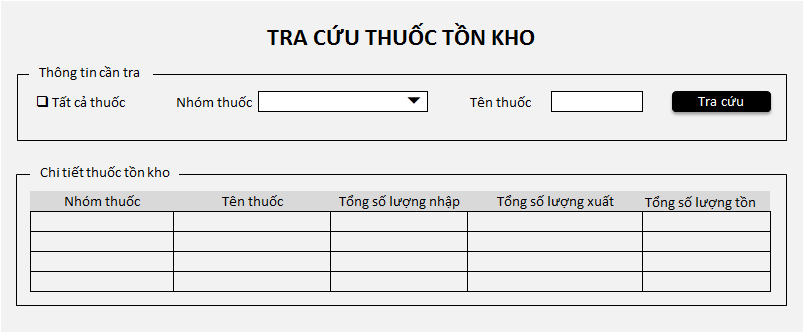 TRA CỨU THUỐC TỒN KHO
Thông tin cần tra
Tất cả thuốc Nhóm thuốc Tên thuốc Tra cứu
Chi tiết thuốc tồn kho
Nhóm thuốc Tên thuốc Tổng số lượng nhập Tổng số lượng xuất Tổng số lượng tồn